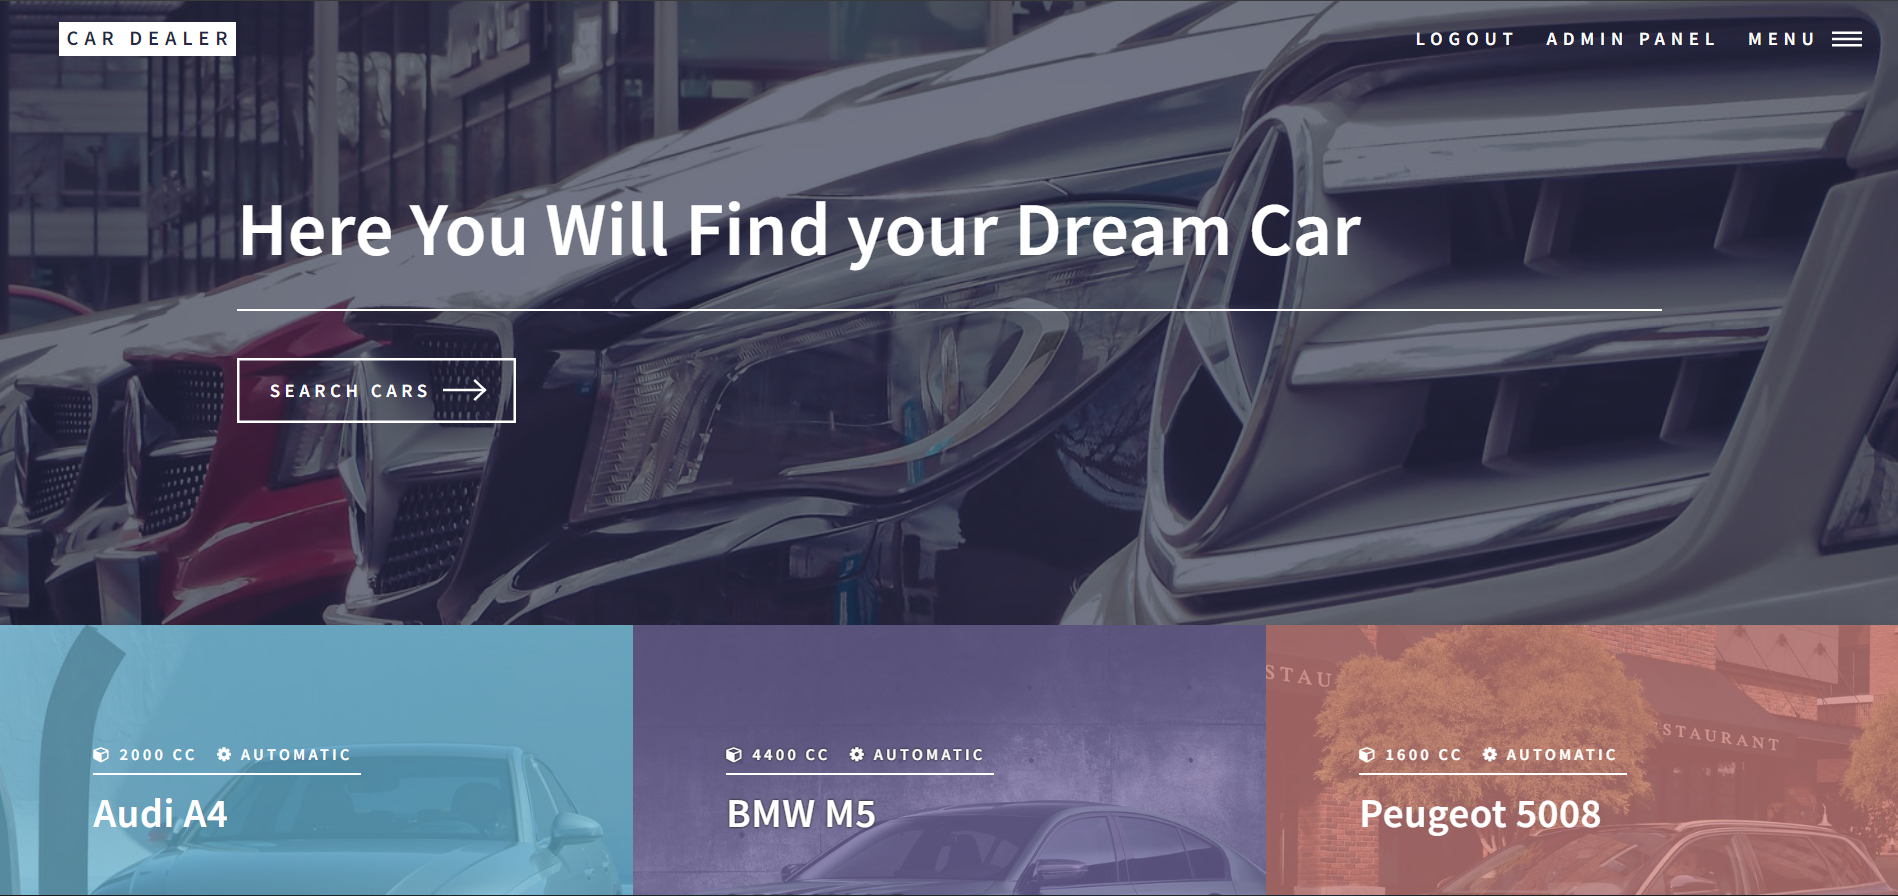 CAR DEALER
LOGOUT ADMIN PANEL MENU
Here You Will Find your Dream Car
SEARCH CARS
2000 CC AUTOMATIC
Audi A4
4400 CC AUTOMATIC
BMW M5
STAU
ESTAURANT
1600 CC AUTOMATIC
Peugeot 5008